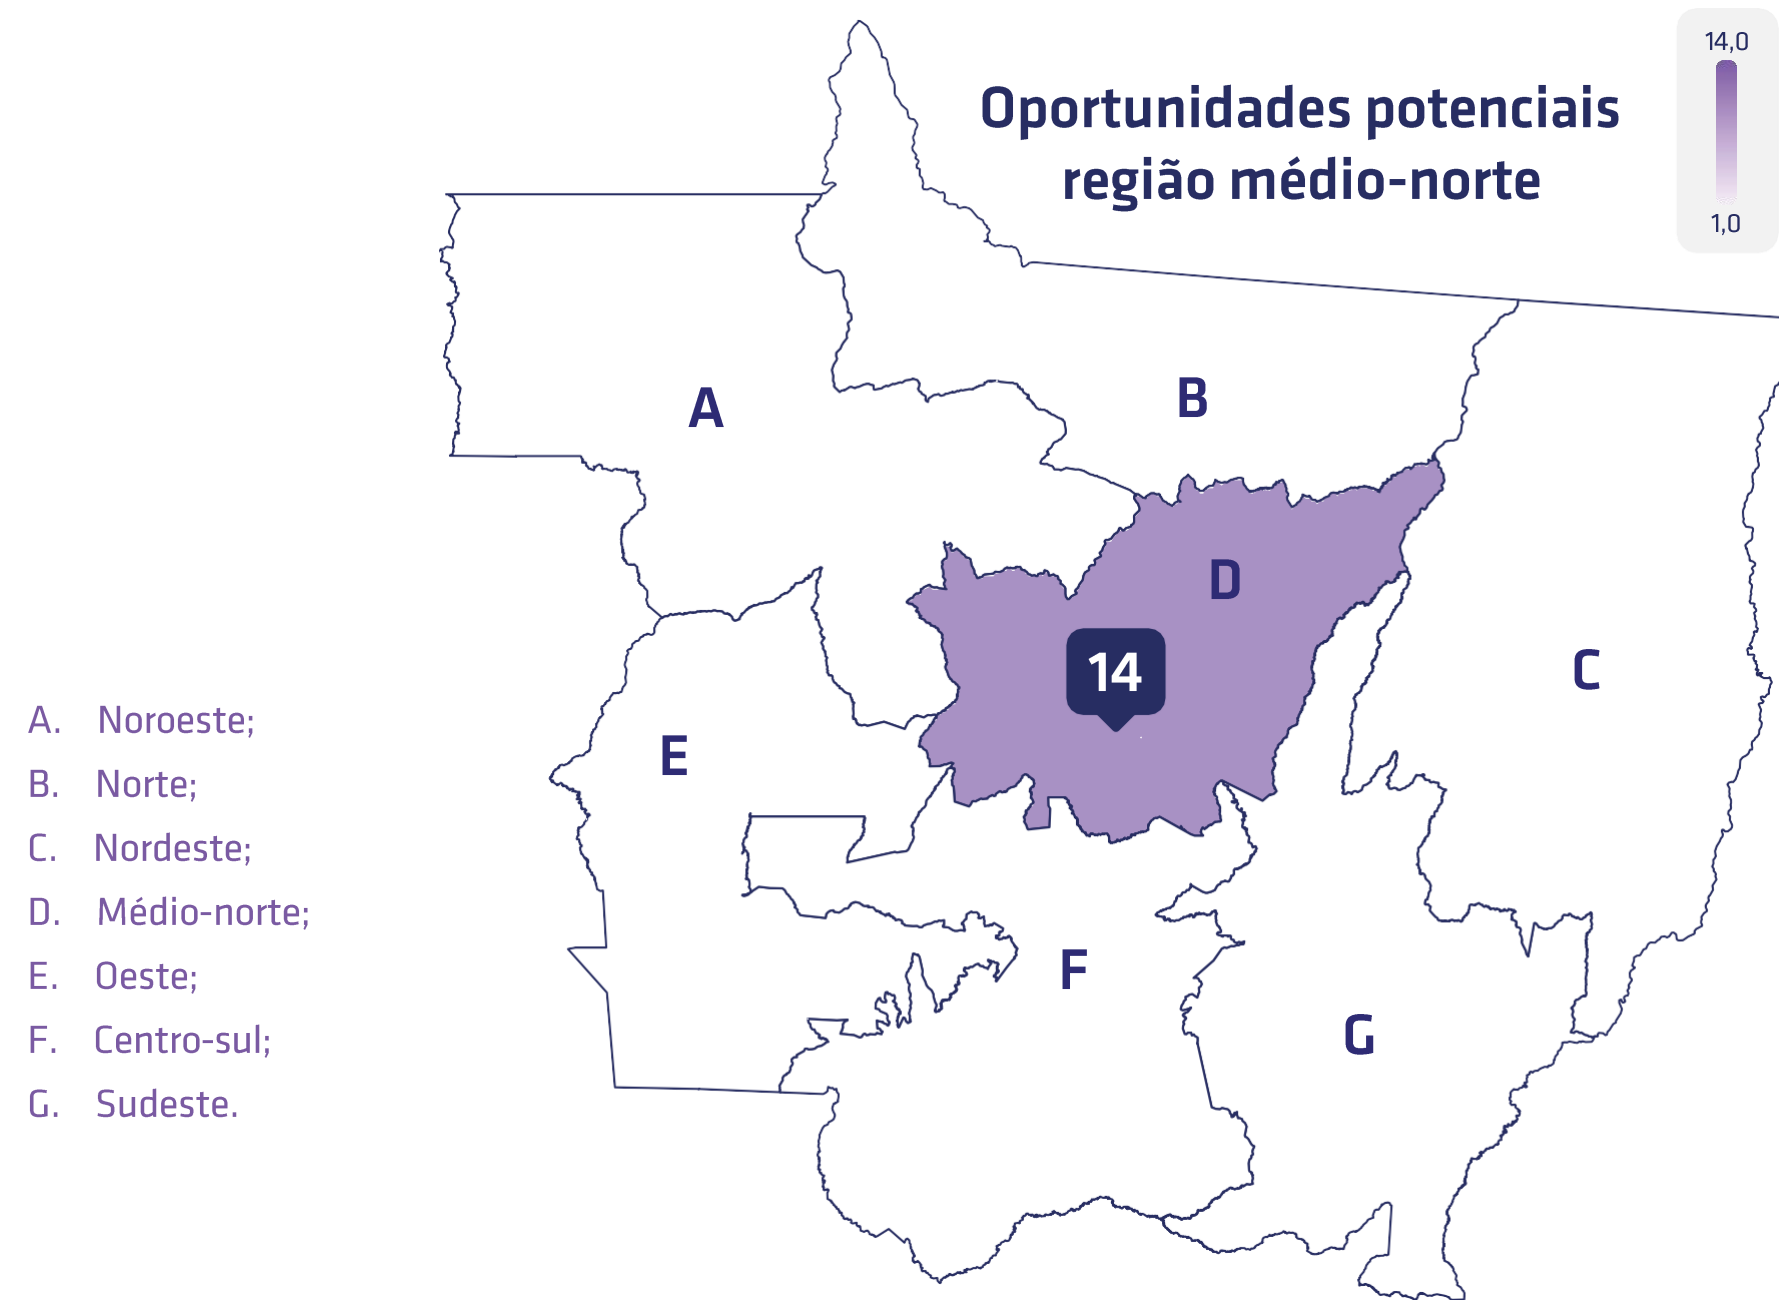 Oportunidades potenciais
região médio-norte
14,0
1,0
A
B
C
D
14
E
F
G
A. Noroeste;
B. Norte;
C. Nordeste;
D. Médio-norte;
E. Oeste;
F. Centro-sul;
G. Sudeste.